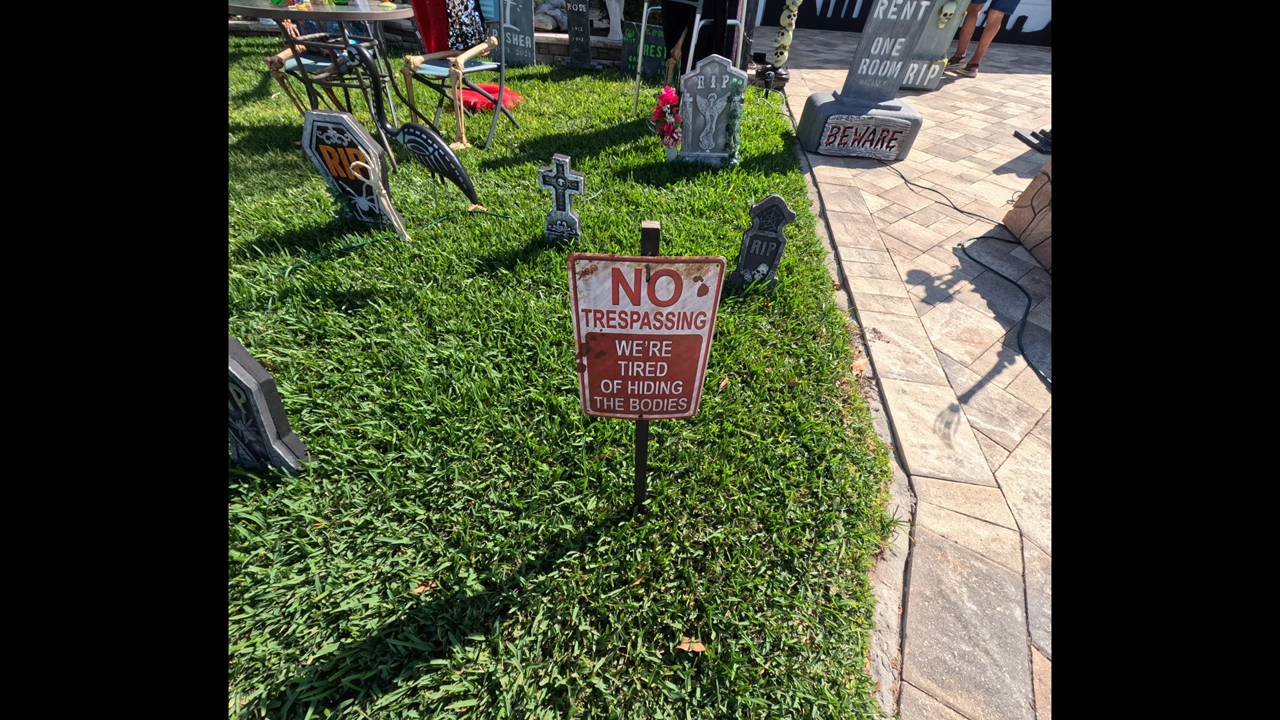 RENT
ONE
ROOM
RIP
BEWARE
RIP
RIP
RIP
NO
TRESPASSING
WE'RE
TIRED
OF HIDING
THE BODIES